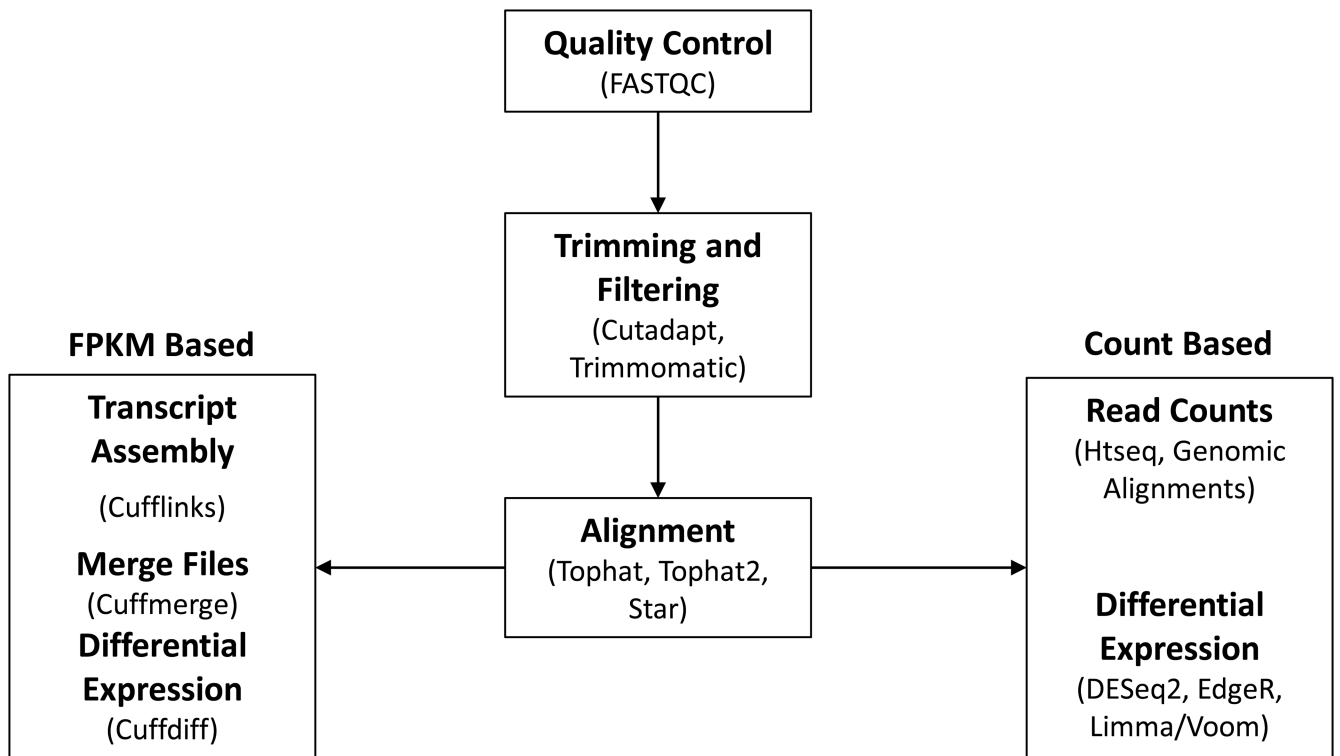 Quality Control
(FASTQC)
Trimming and
Filtering
(Cutadapt,
Trimmomatic)
Alignment
(Tophat, Tophat2,
Star)
FPKM Based
Transcript
Assembly
(Cufflinks)
Merge Files
(Cuffmerge)
Differential
Expression
(Cuffdiff)
Count Based
Read Counts
(Htseq, Genomic
Alignments)
Differential
Expression
(DESeq2, EdgeR,
Limma/Voom)